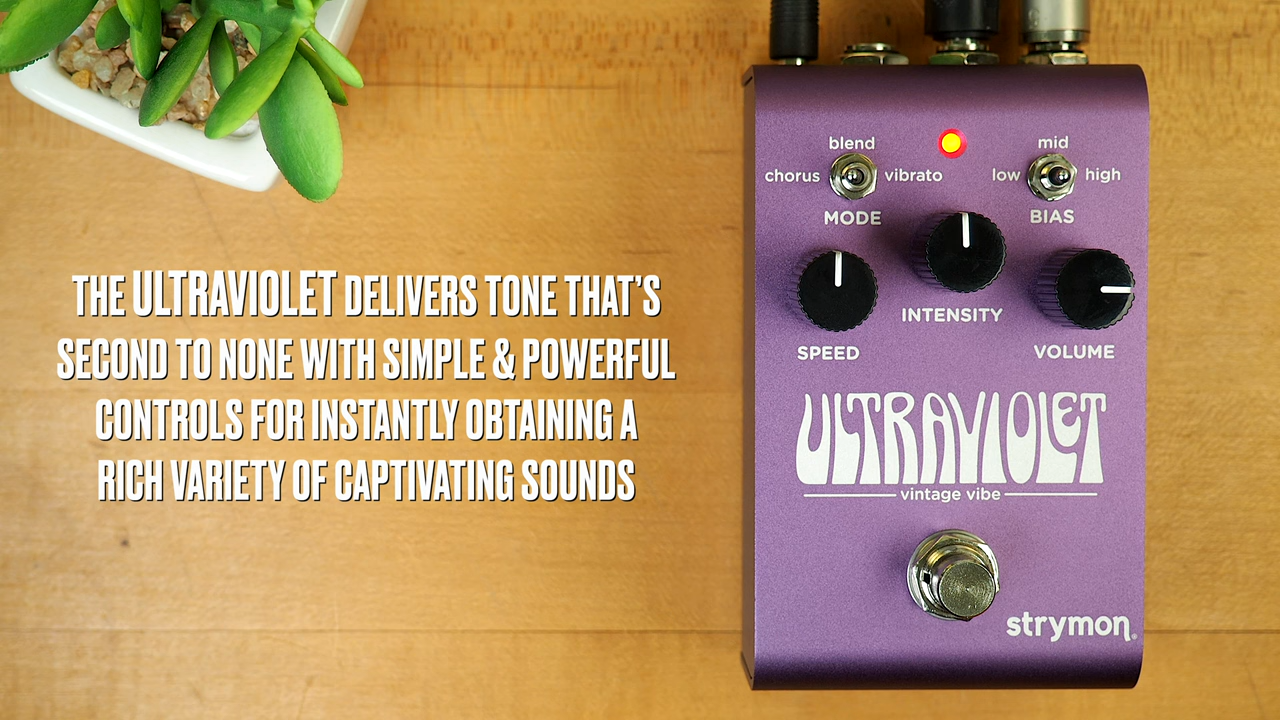 THE ULTRAVIOLET DELIVERS TONE THAT'S
SECOND TO NONE WITH SIMPLE & POWERFUL
CONTROLS FOR INSTANTLY OBTAINING A
RICH VARIETY OF CAPTIVATING SOUNDS
blend
mid
chorus
vibrato
low
high
MODE
BIAS
INTENSITY
SPEED
VOLUME
ULTRAVIOLET
vintage vibe
strymon®